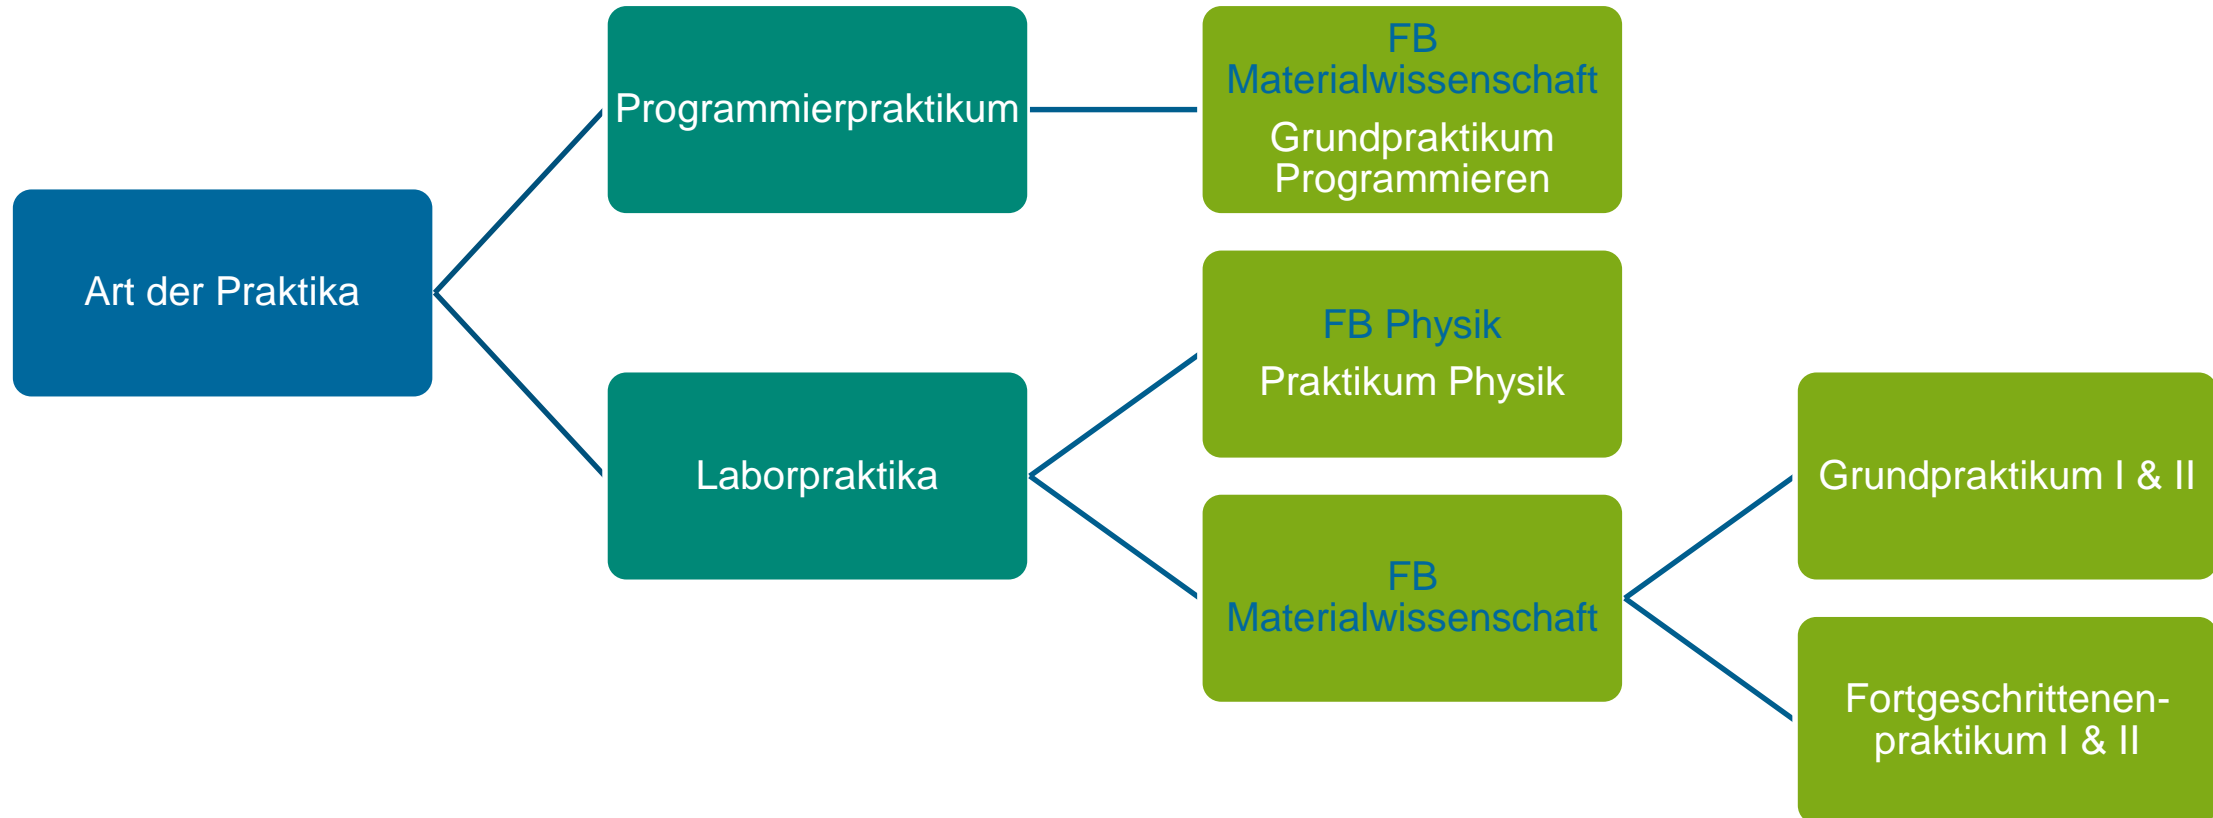 Art der Praktika
Programmierpraktikum
FB
Materialwissenschaft
Grundpraktikum
Programmieren
Laborpraktika
FB Physik
Praktikum Physik
FB
Materialwissenschaft
Grundpraktikum I & II
Fortgeschrittenen-
praktikum I & II